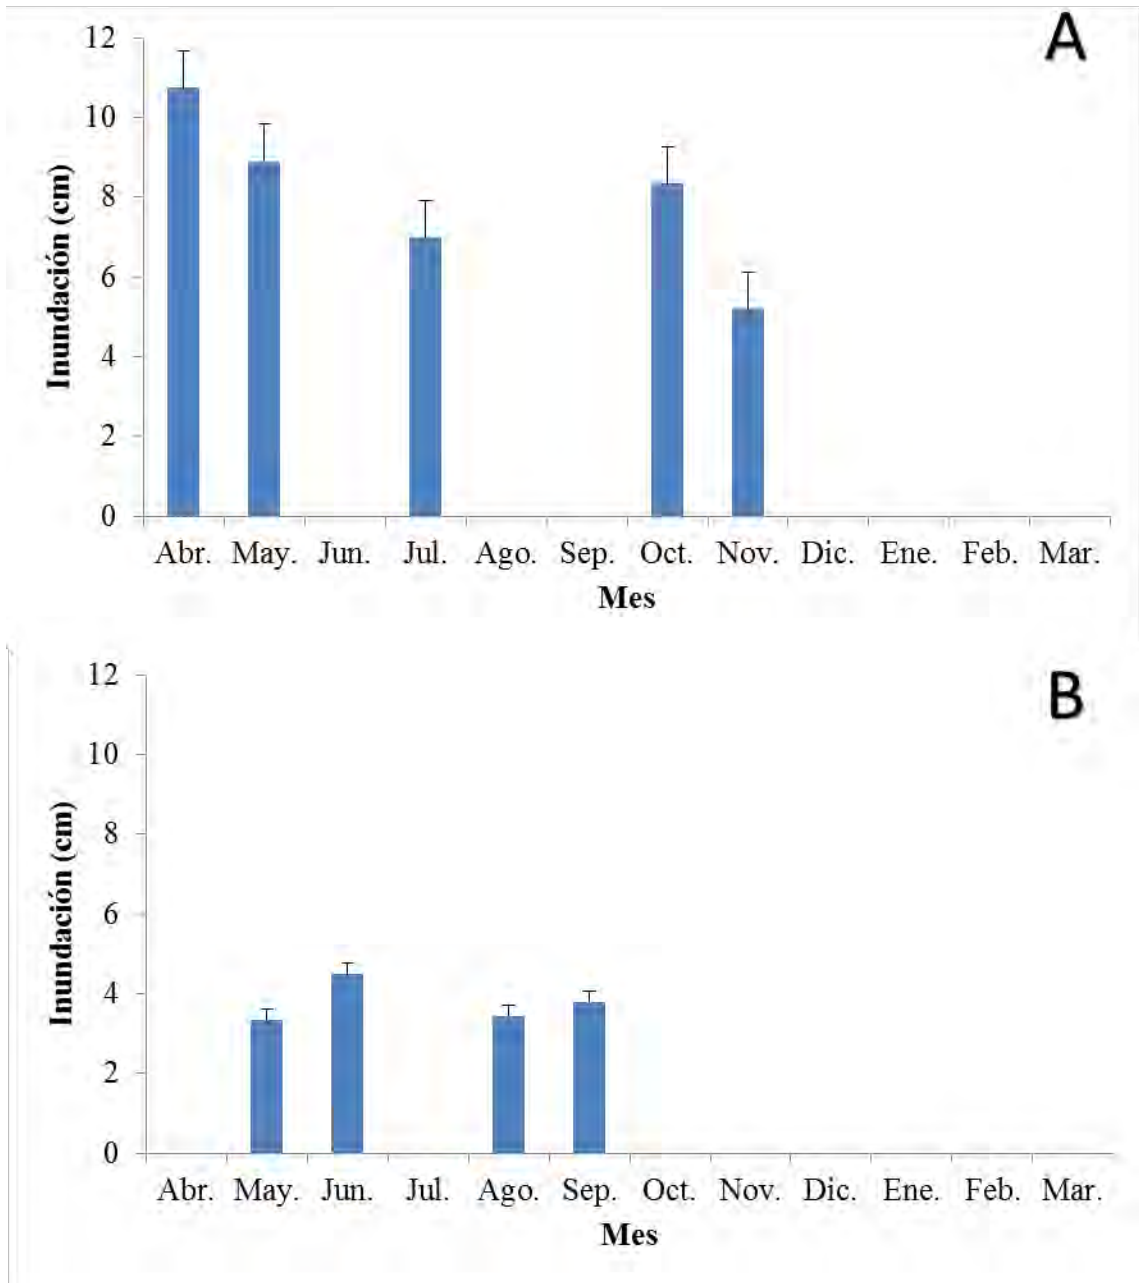 A
12
10
8
6
4
2
0
Inundación (cm)
Abr. May. Jun. Jul. Ago. Sep. Oct. Nov. Dic. Ene. Feb. Mar.
Mes
B
12
10
8
6
4
2
0
Inundación (cm)
Abr. May. Jun. Jul. Ago. Sep. Oct. Nov. Dic. Ene. Feb. Mar.
Mes